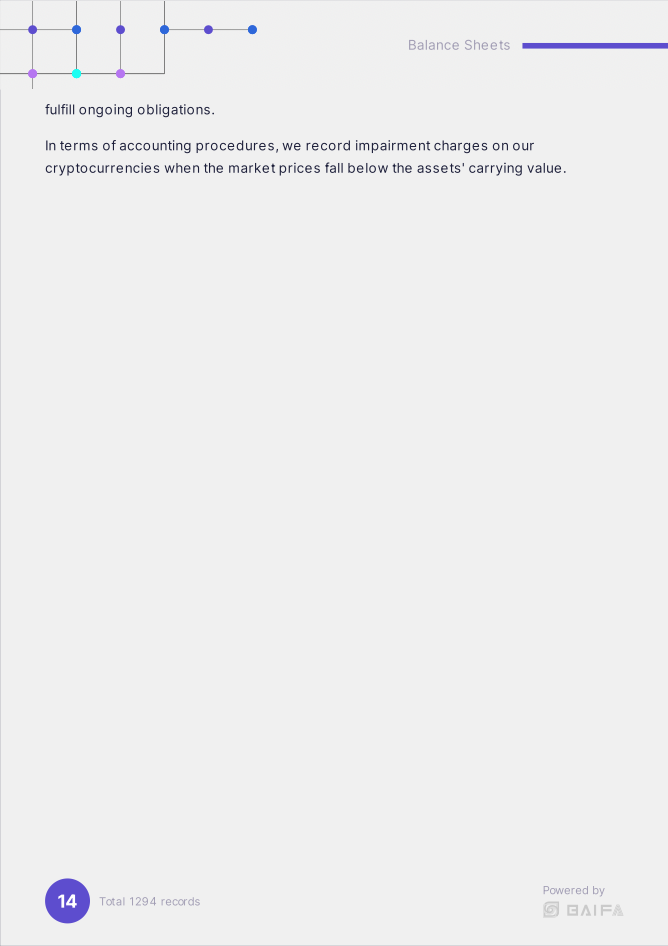 Balance Sheets
fulfill ongoing obligations.
In terms of accounting procedures, we record impairment charges on our
cryptocurrencies when the market prices fall below the assets' carrying value.
14
Total 1294 records
Powered by
BAIFA